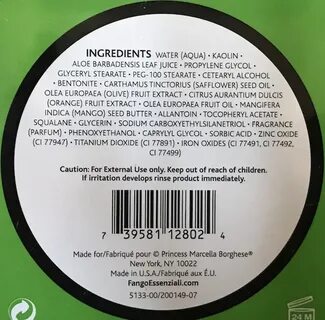 INGREDIENTS WATER (AQUA) • KAOLIN •
ALOE BARBADENSIS LEAF JUICE • PROPYLENE GLYCOL •
GLYCERYL STEARATE • PEG-100 STEARATE • CETEARYL ALCOHOL
• BENTONITE • CARTHAMUS TINCTORIUS (SAFFLOWER) SEED OIL •
OLEA EUROPAEA (OLIVE) FRUIT EXTRACT • CITRUS AURANTIUM DULCIS
(ORANGE) FRUIT EXTRACT • OLEA EUROPAEA FRUIT OIL • MANGIFERA
INDICA (MANGO) SEED BUTTER • ALLANTOIN • TOCOPHERYL ACETATE •
SQUALANE • GLYCERIN • SODIUM CARBOXYETHYLSILANETRIOL • FRAGRANCE
(PARFUM) • PHENOXYETHANOL • CAPRYLYL GLYCOL • SORBIC ACID • ZINC OXIDE
(CI 77947) • TITANIUM DIOXIDE (CI 77891) • IRON OXIDES (CI 77491, CI 77492,
CI 77499)
Caution: For External Use only. Keep out of reach of children.
If irritation develops rinse product immediately.
7 39581 12802 4
Made for/Fabriqué pour © Princess Marcella Borghese®
New York, NY 10022
Made in U.S.A./Fabriqué aux É.U.
FangoEssenziali.com
5133-00/200149-07
24 M